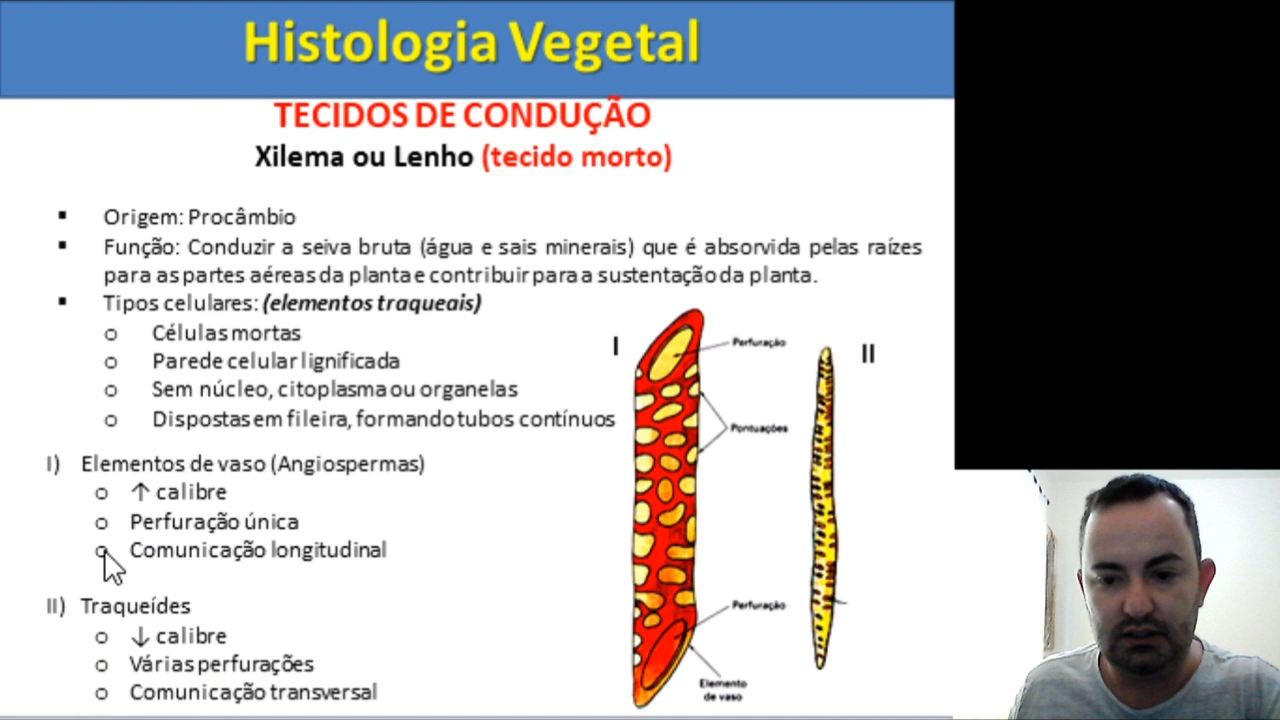 Histologia Vegetal
TECIDOS DE CONDUÇÃO
Xilema ou Lenho (tecido morto)
Origem: Procâmbio
Função: Conduzir a seiva bruta (água e sais minerais) que é absorvida pelas raízes
para as partes aéreas da planta e contribuir para a sustentação da planta.
Tipos celulares: (elementos traqueais)
Células mortas
Parede celular lignificada
Sem núcleo, citoplasma ou organelas
Dispostas em fileira, formando tubos contínuos
I) Elementos de vaso (Angiospermas)
↑ calibre
Perfuração única
Comunicação longitudinal
II) Traqueídes
↓ calibre
Várias perfurações
Comunicação transversal
I
Perfuração
Pontuações
Perfuração
Elemento
de vaso
II